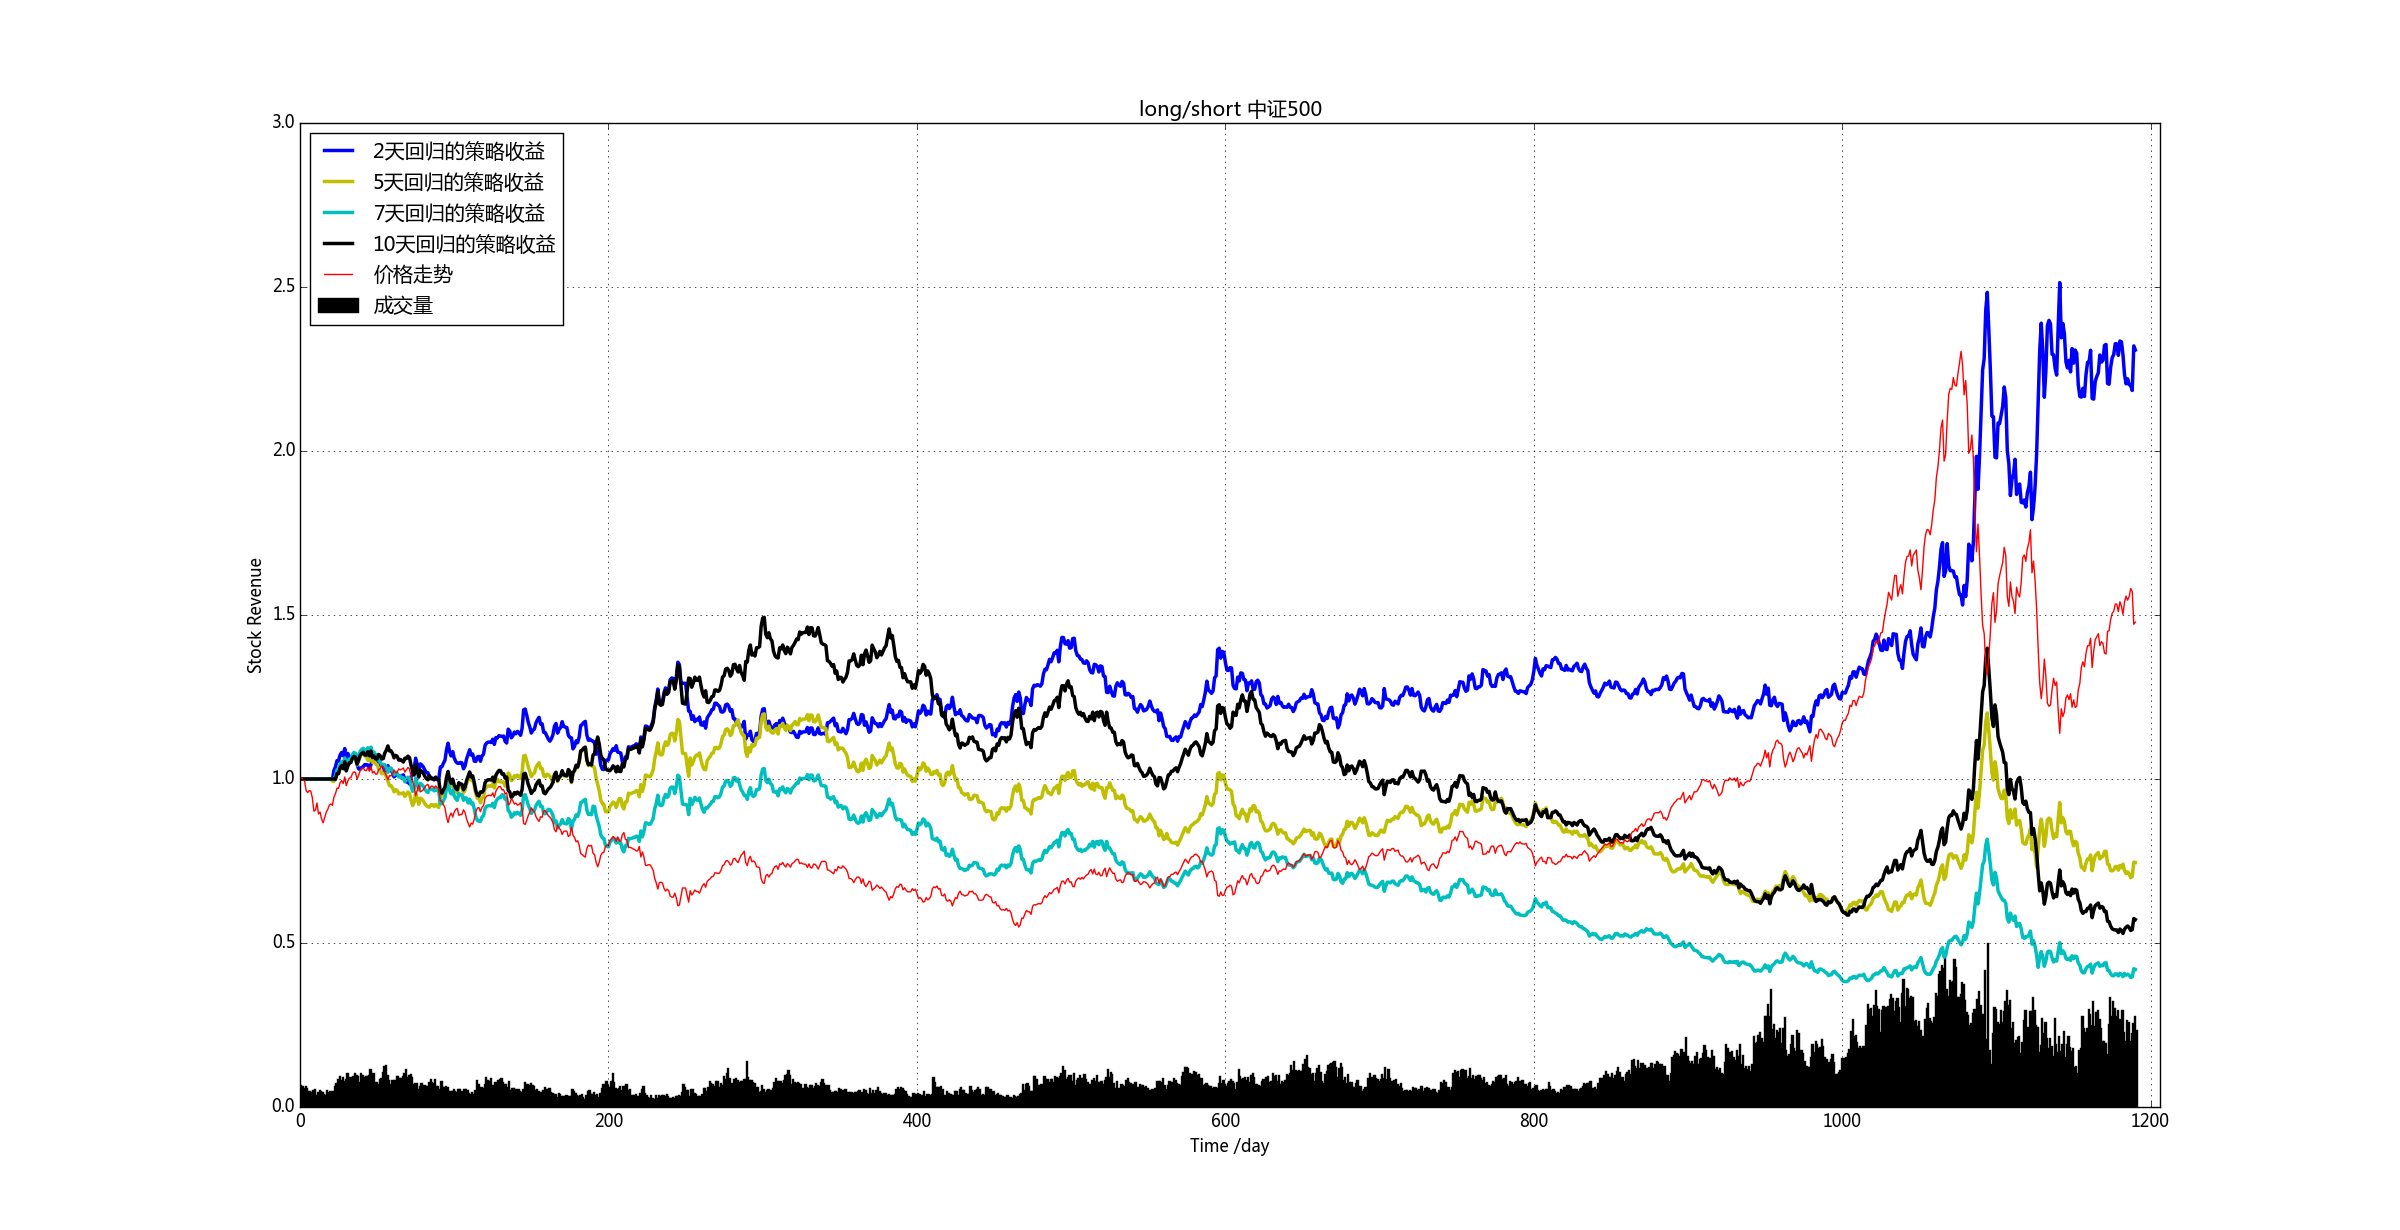 long/short 中证500
3.0
2.5
2.0
1.5
1.0
0.5
0.0
Stock Revenue
2天回归的策略收益
5天回归的策略收益
7天回归的策略收益
10天回归的策略收益
价格走势
成交量
0 200 400 600 800 1000 1200
Time /day